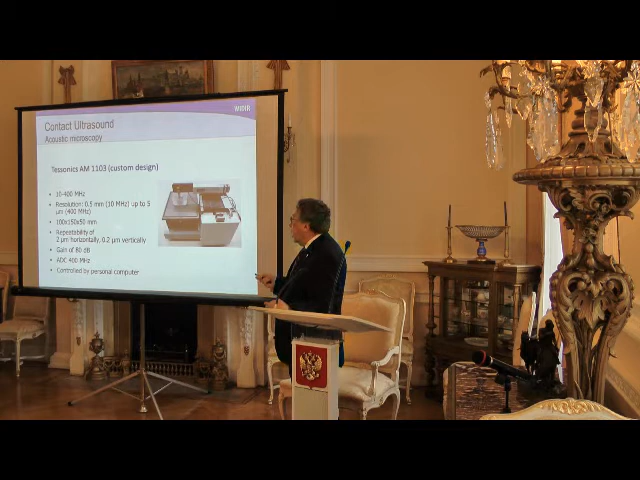 WIEHR
Contact Ultrasound
Acoustic microscopy
Tessonics AM 1103 (custom design)
• 10-400 MHz
• Resolution: 0.5 mm (10 MHz) up to 5
µm (400 MHz)
• 100x150x50 mm
• Repeatability of
2 µm horizontally, 0.2 µm vertically
• Gain of 80 dB
• ADC 400 MHz
• Controlled by personal computer